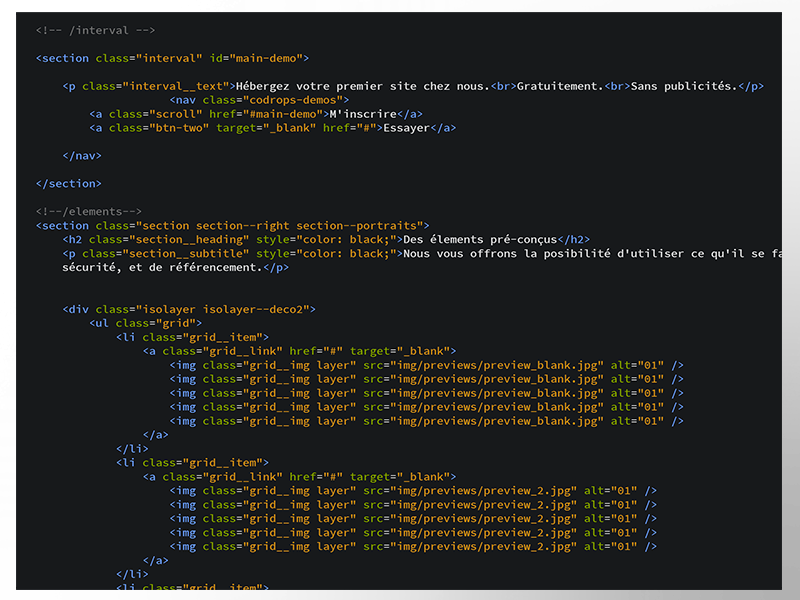 <!-- /interval -->
<section class="interval" id="main-demo">
<p class="interval__text">Hébergez votre premier site chez nous.<br>Gratuitement.<br>Sans publicités.</p>
<nav class="codrops-demos">
<a class="scroll" href="#main-demo">M'inscrire</a>
<a class="btn-two" target="_blank" href="#">Essayer</a>
</nav>
</section>
<!--/elements-->
<section class="section section--right section--portraits">
<h2 class="section__heading" style="color: black;">Des élements pré-conçus</h2>
<p class="section__subtitle" style="color: black;">Nous vous offrons la posibilité d'utiliser ce qu'il se fa
sécurité, et de référencement.</p>
<div class="isolayer isolayer--deco2">
<ul class="grid">
<li class="grid__item">
<a class="grid__link" href="#" target="_blank">
<img class="grid__img layer" src="img/previews/preview_blank.jpg" alt="01" />
<img class="grid__img layer" src="img/previews/preview_blank.jpg" alt="01" />
<img class="grid__img layer" src="img/previews/preview_blank.jpg" alt="01" />
<img class="grid__img layer" src="img/previews/preview_blank.jpg" alt="01" />
<img class="grid__img layer" src="img/previews/preview_blank.jpg" alt="01" />
</a>
</li>
<li class="grid__item">
<a class="grid__link" href="#" target="_blank">
<img class="grid__img layer" src="img/previews/preview_2.jpg" alt="01" />
<img class="grid__img layer" src="img/previews/preview_2.jpg" alt="01" />
<img class="grid__img layer" src="img/previews/preview_2.jpg" alt="01" />
<img class="grid__img layer" src="img/previews/preview_2.jpg" alt="01" />
<img class="grid__img layer" src="img/previews/preview_2.jpg" alt="01" />
</a>
</li>
<li class="grid__item">